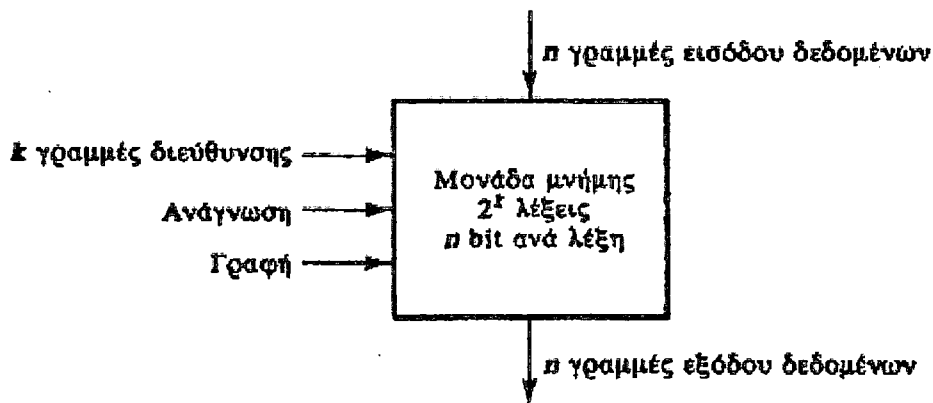 n γραμμές εισόδου δεδομένων
k γραμμές διεύθυνσης
Ανάγνωση
Γραφή
Μονάδα μνήμης
2^k λέξεις
n bit ανά λέξη
n γραμμές εξόδου δεδομένων